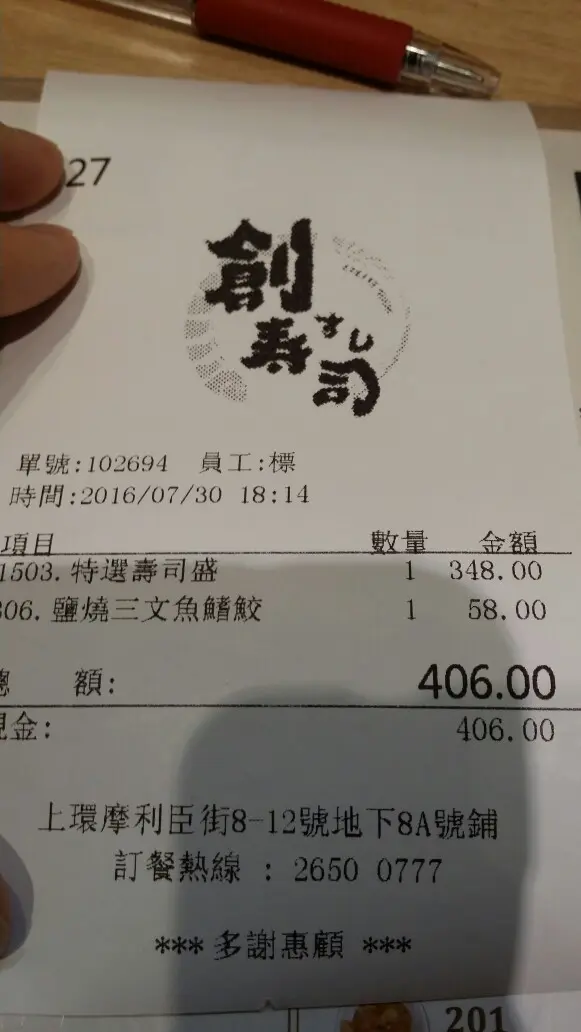 27
創
壽すし
司
單號:102694 員工:標
時間:2016/07/30 18:14
項目 數量 金額
1503. 特選壽司盛 1 348.00
306. 鹽燒三文魚鰭鮫 1 58.00
總 額: 406.00
現金: 406.00
上環摩利臣街8-12號地下8A號鋪
訂餐熱線 : 2650 0777
*** 多謝惠顧 ***
201